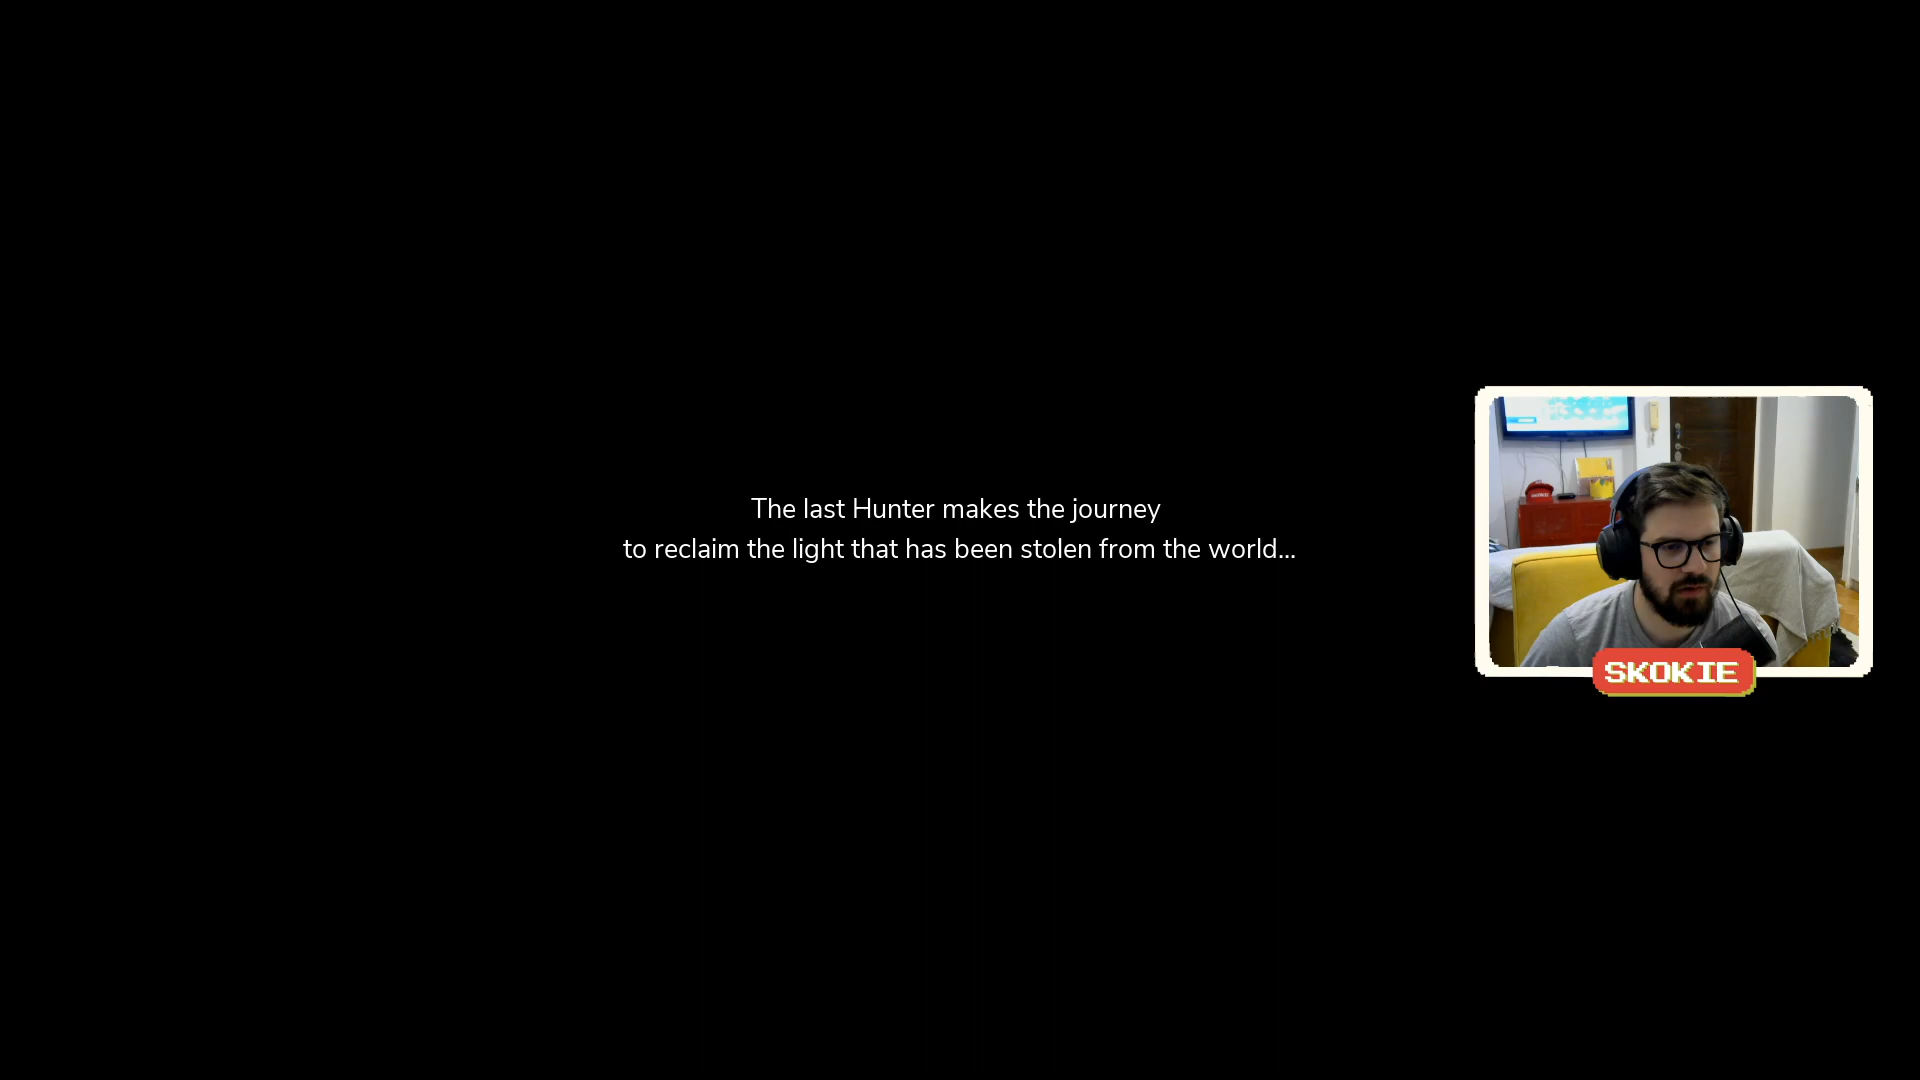 The last Hunter makes the journey
to reclaim the light that has been stolen from the world...
SKOKIE